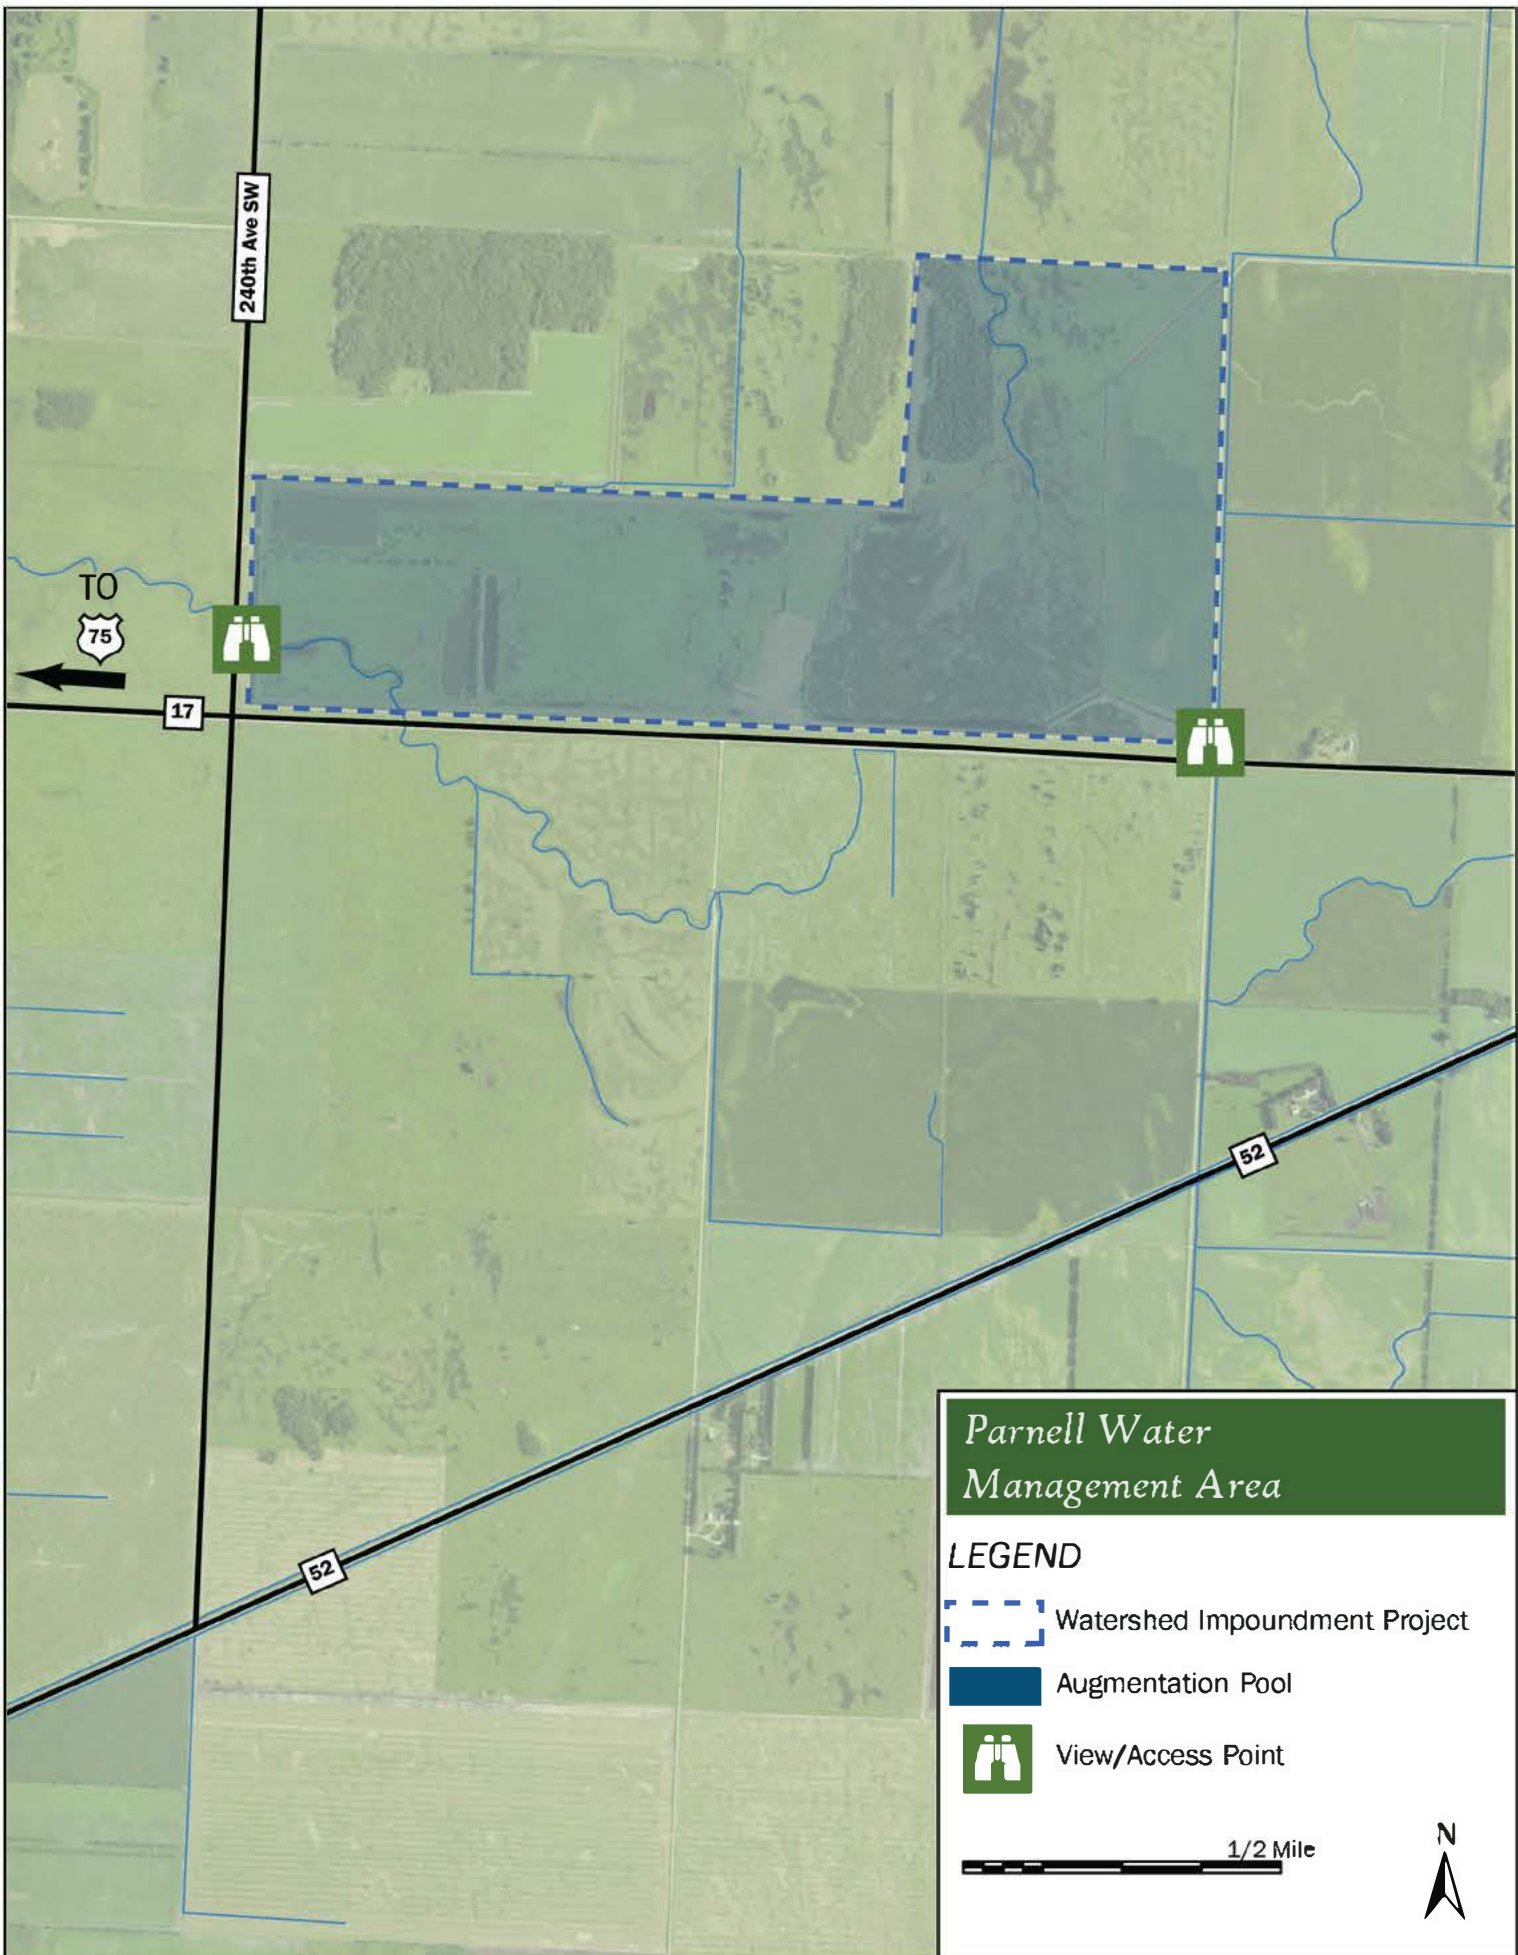 240th Ave SW
TO
75
17
52
52
Parnell Water
Management Area
LEGEND
Watershed Impoundment Project
Augmentation Pool
View/Access Point
1/2 Mile
N